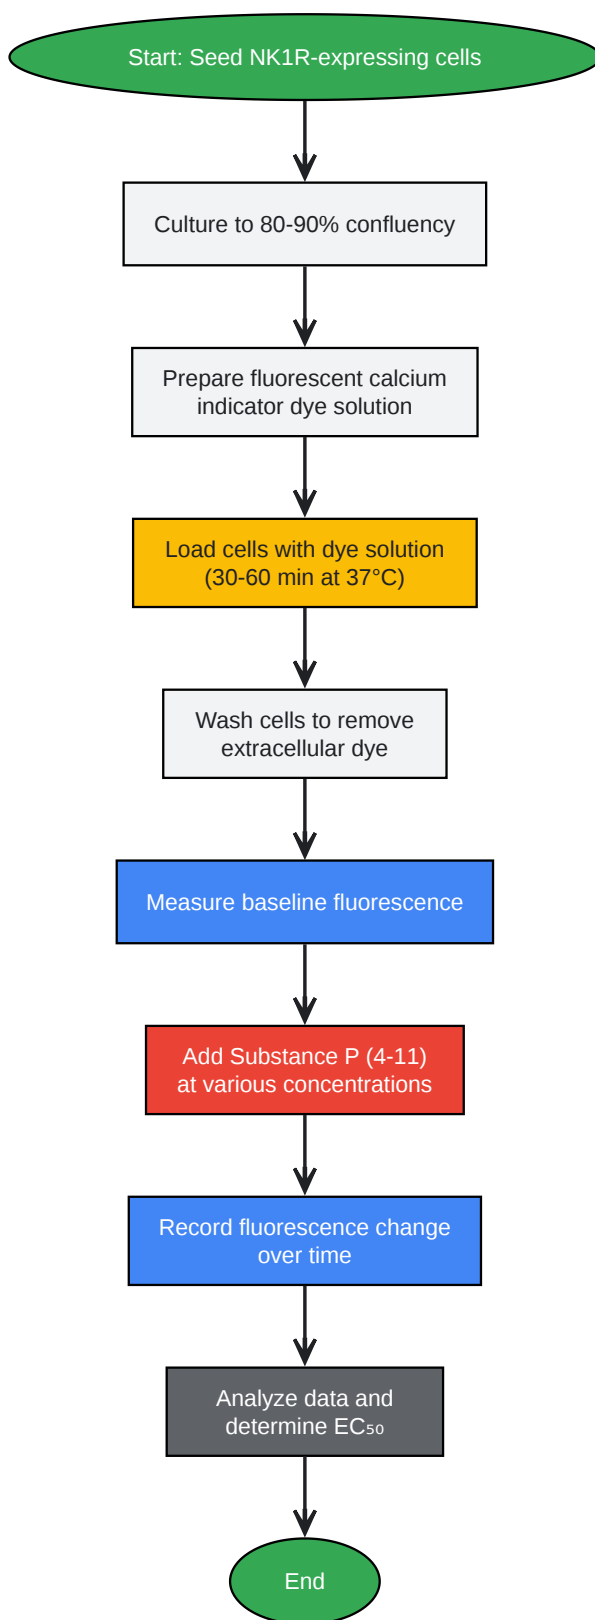 Start: Seed NK1R-expressing cells
Culture to 80-90% confluency
Prepare fluorescent calcium
indicator dye solution
Load cells with dye solution
(30-60 min at 37°C)
Wash cells to remove
extracellular dye
Measure baseline fluorescence
Add Substance P (4-11)
at various concentrations
Record fluorescence change
over time
Analyze data and
determine EC₅₀
End